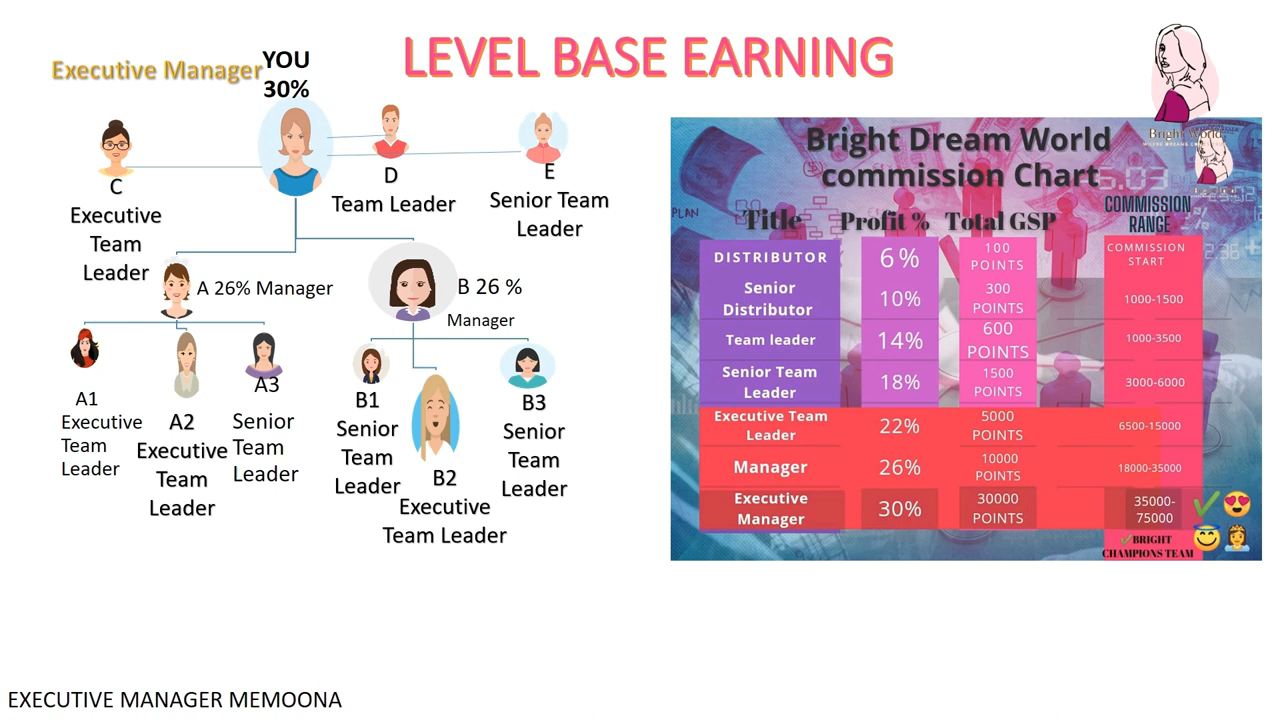 LEVEL BASE EARNING
Executive Manager
YOU
30%
C
Executive
Team
Leader
D
Team Leader
E
Senior Team
Leader
A 26% Manager
B 26 %
Manager
A1
Executive
Team
Leader
A2
Executive
Team
Leader
A3
Senior
Team
Leader
B1
Senior
Team
Leader
B2
Executive
Team Leader
B3
Senior
Team
Leader
Bright World
Bright Dream World
commission Chart
PLAN
Title Profit % Total GSP
COMMISSION
RANGE
DISTRIBUTOR
6%
100
POINTS
COMMISSION
START
Senior
Distributor
10%
300
POINTS
1000-1500
Team leader
14%
600
POINTS
1000-3500
Senior Team
Leader
18%
1500
POINTS
3000-6000
Executive Team
Leader
22%
5000
POINTS
6500-15000
Manager
26%
10000
POINTS
18000-35000
Executive
Manager
30%
30000
POINTS
35000-
75000
BRIGHT
CHAMPIONS TEAM
EXECUTIVE MANAGER MEMOONA